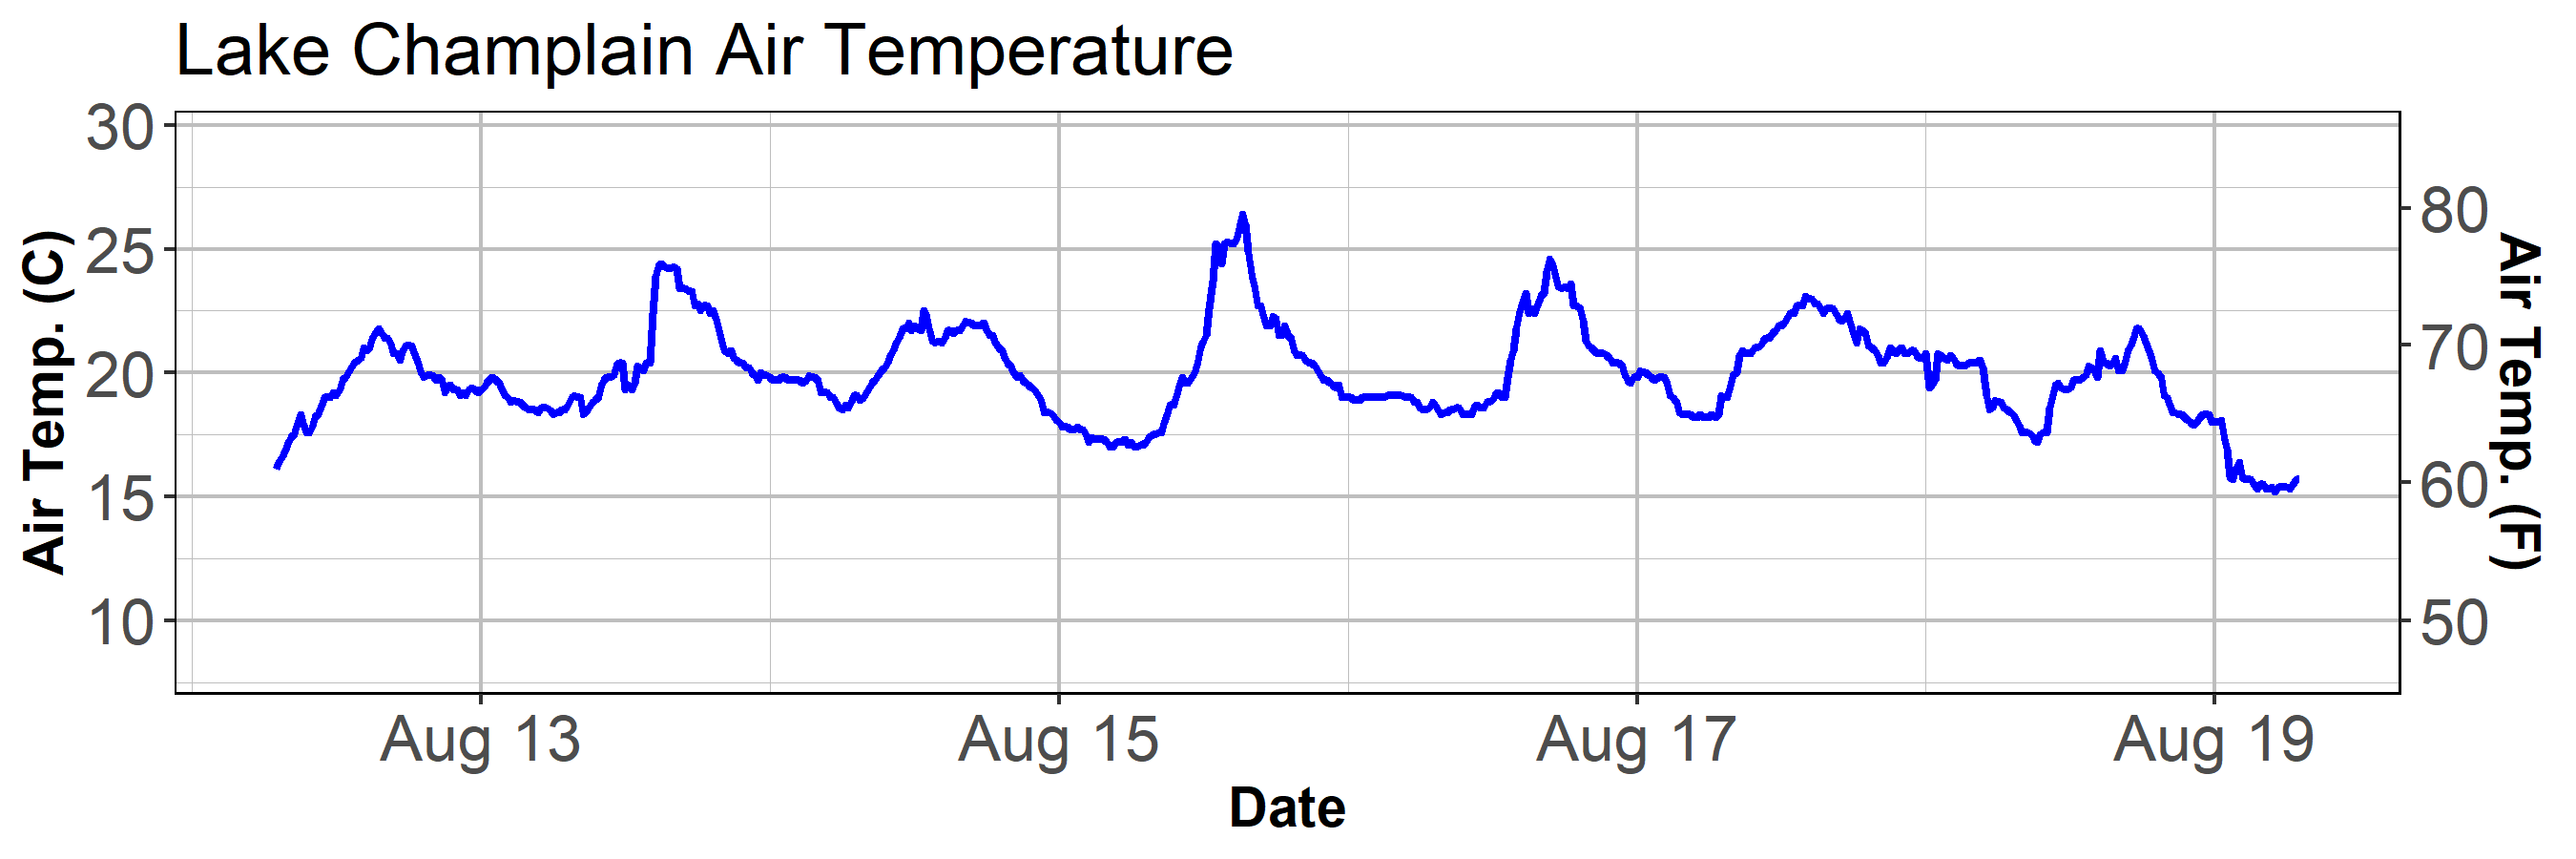 Lake Champlain Air Temperature
30
25
20
15
10
Air Temp. (C)
80
70
60
50
Air Temp. (F)
Aug 13 Aug 15 Aug 17 Aug 19
Date